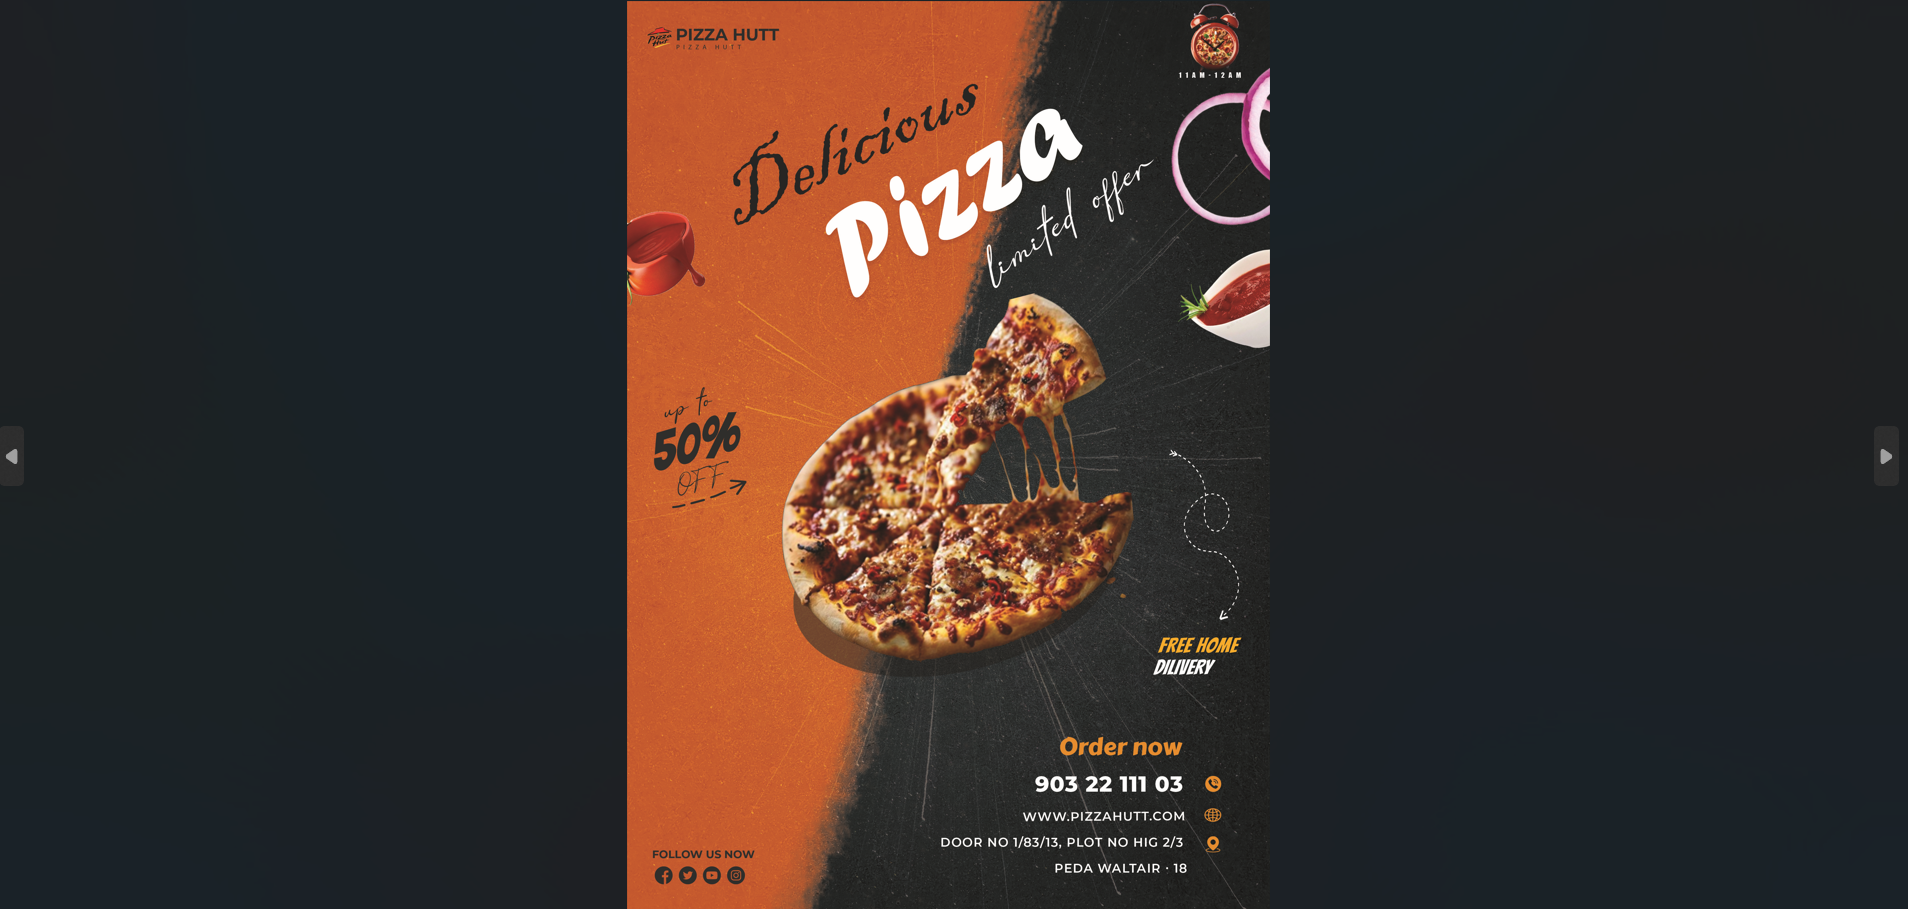 Pizza Hut
PIZZA HUTT
PIZZA HUTT
11AM-12AM
Delicious
Pizza
limited offer
up to
50%
OFF
FREE HOME
DILIVERY
Order now
903 22 111 03
WWW.PIZZAHUTT.COM
DOOR NO 1/83/13, PLOT NO HIG 2/3
PEDA WALTAIR · 18
FOLLOW US NOW